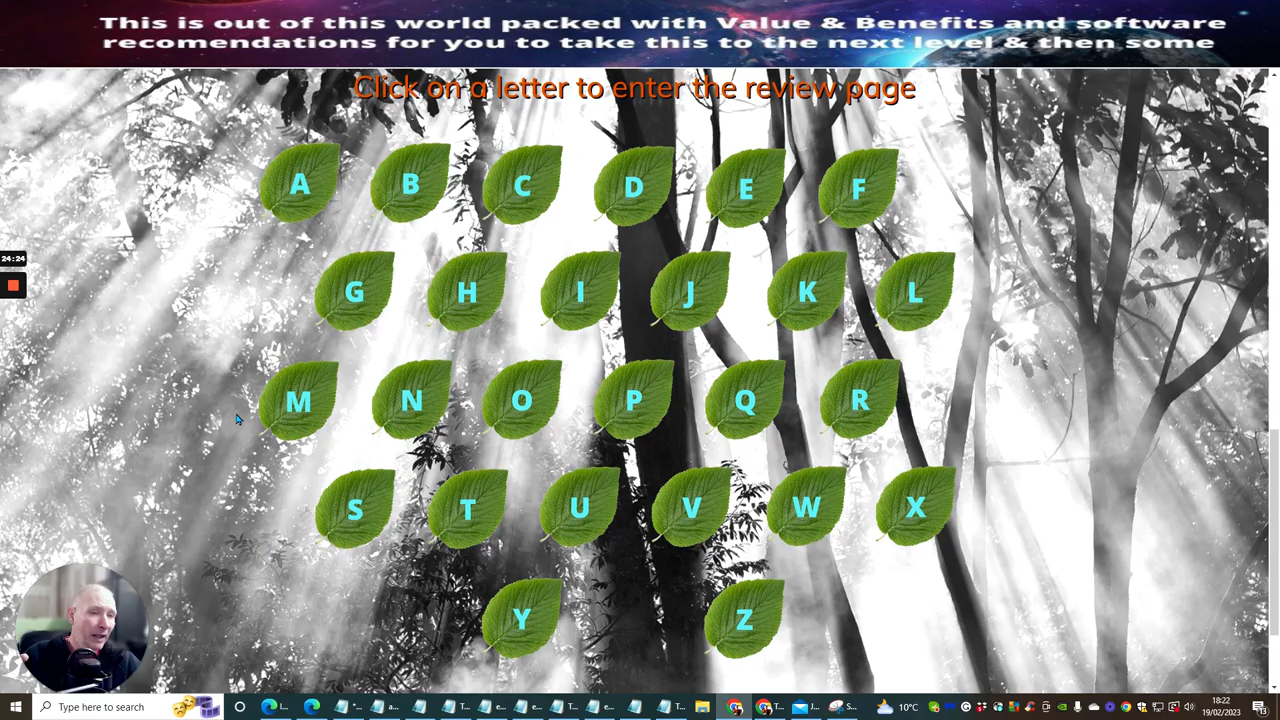 This is out of this world packed with Value & Benefits and software
recomendations for you to take this to the next level & then some
Click on a letter to enter the review page
A B C D E F
24:24
G H I J K L
M N O P Q R
S T U V W X
Y Z
Type here to search
I...
*...
a...
T...
e...
e...
T...
e...
T...
T...
J...
S...
10°C
18:22
19/02/2023
13